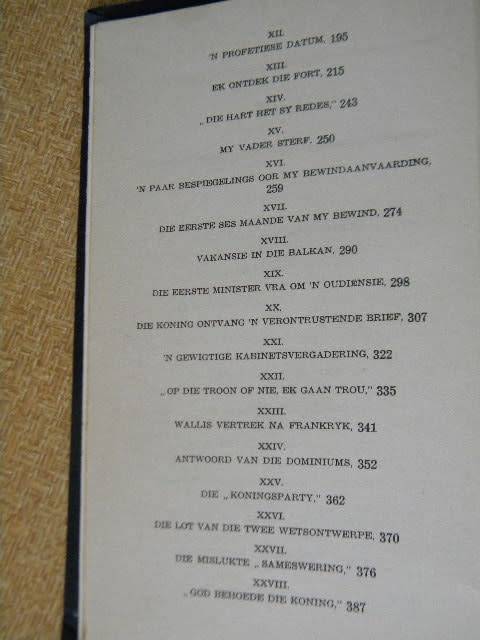 XII.
'N PROFETIESE DATUM, 195
XIII.
EK ONTDEK DIE FORT, 215
XIV.
„DIE HART HET SY REDES,” 243
XV.
MY VADER STERF, 250
XVI.
'N PAAR BESPIEGELINGS OOR MY BEWINDAANVAARDING,
259
XVII.
DIE EERSTE SES MAANDE VAN MY BEWIND, 274
XVIII.
VAKANSIE IN DIE BALKAN, 290
XIX.
DIE EERSTE MINISTER VRA OM 'N OUDIËNSIE, 298
XX.
DIE KONING ONTVANG 'N VERONTRUSTENDE BRIEF, 307
XXI.
'N GEWIGTIGE KABINETSVERGADERING, 322
XXII.
„OP DIE TROON OF NIE, EK GAAN TROU,” 335
XXIII.
WALLIS VERTREK NA FRANKRYK, 341
XXIV.
ANTWOORD VAN DIE DOMINIUMS, 352
XXV.
DIE „KONINGSPARTY,” 362
XXVI.
DIE LOT VAN DIE TWEE WETSONTWERPE, 370
XXVII.
DIE MISLUKTE „SAMESWERING,” 376
XXVIII.
„GOD BEHOEDE DIE KONING,” 387